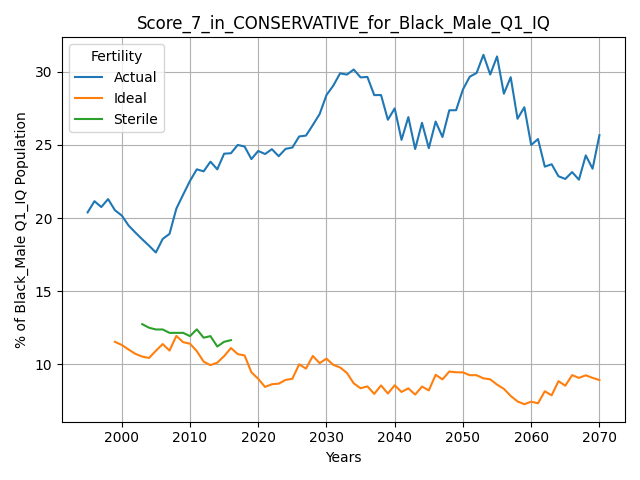 Score_7_in_CONSERVATIVE_for_Black_Male_Q1_IQ
Fertility
Actual
Ideal
Sterile
% of Black_Male Q1_IQ Population
30
25
20
15
10
2000 2010 2020 2030 2040 2050 2060 2070
Years